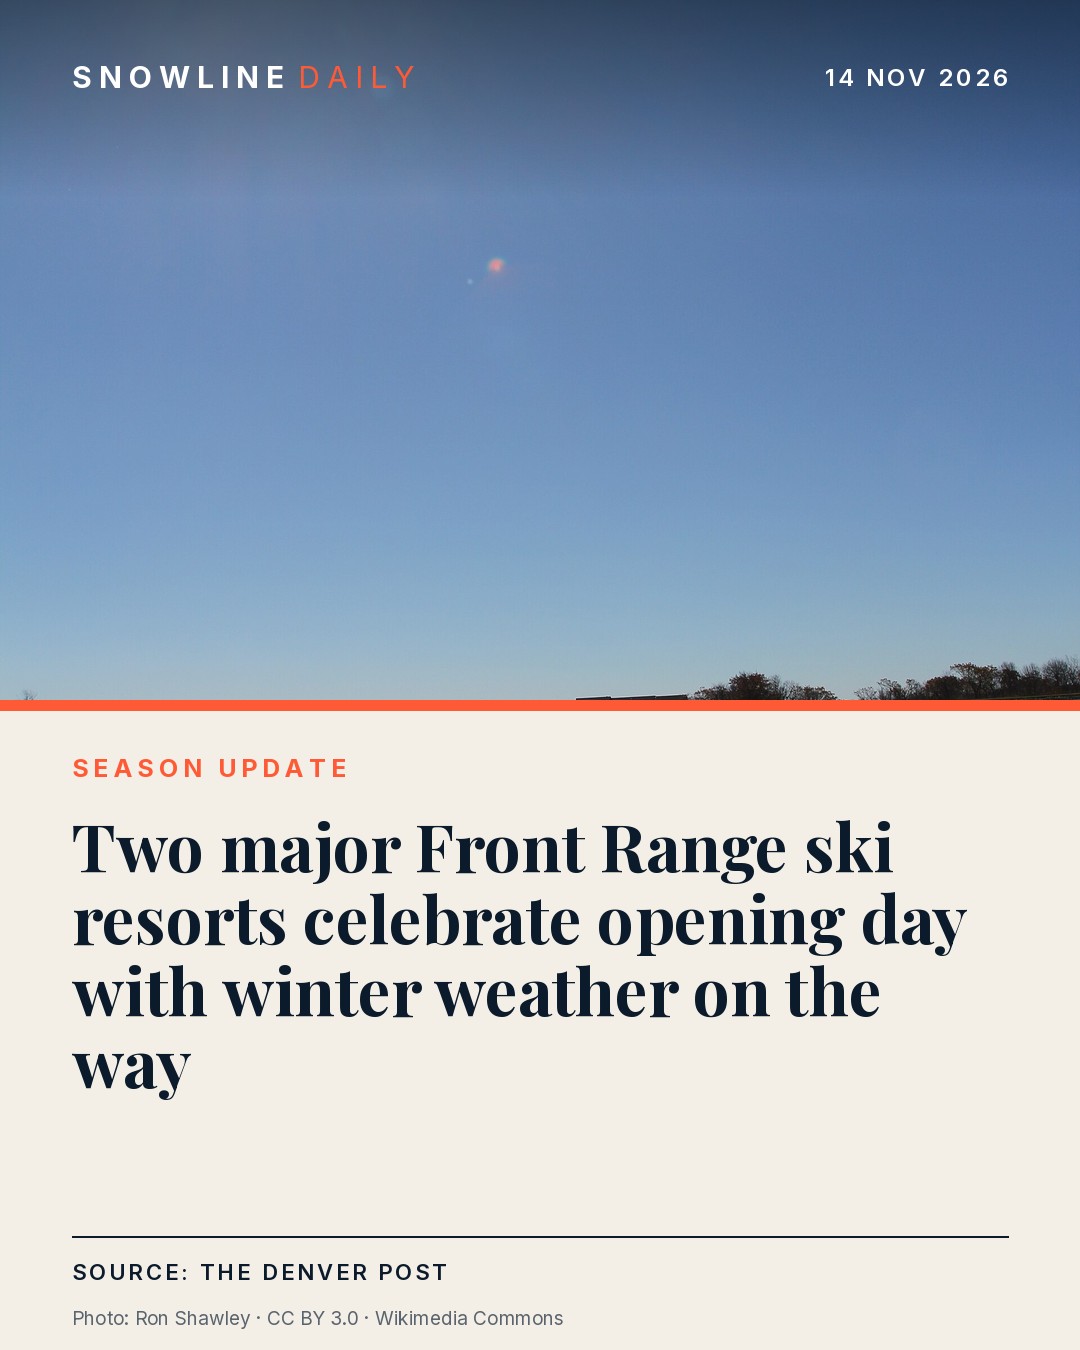 SNOWLINE DAILY
14 NOV 2026
SEASON UPDATE
Two major Front Range ski
resorts celebrate opening day
with winter weather on the
way
SOURCE: THE DENVER POST
Photo: Ron Shawley · CC BY 3.0 · Wikimedia Commons